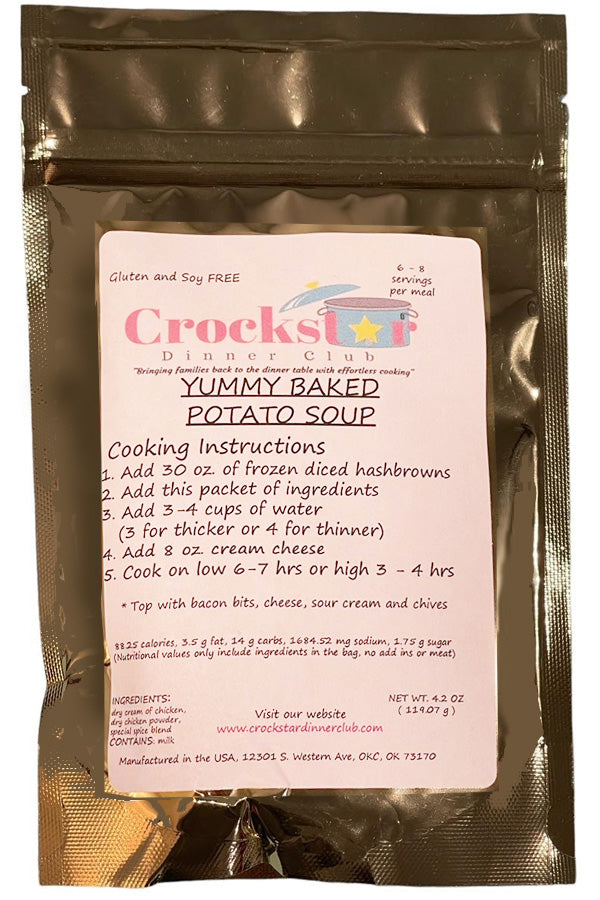 Gluten and Soy FREE
6 - 8
servings
per meal
Crockstar
Dinner Club
"Bringing families back to the dinner table with effortless cooking"
YUMMY BAKED
POTATO SOUP
Cooking Instructions
1. Add 30 oz. of frozen diced hashbrowns
2. Add this packet of ingredients
3. Add 3-4 cups of water
(3 for thicker or 4 for thinner)
4. Add 8 oz. cream cheese
5. Cook on low 6-7 hrs or high 3 - 4 hrs
* Top with bacon bits, cheese, sour cream and chives
88.25 calories, 3.5 g fat, 14 g carbs, 1684.52 mg sodium, 1.75 g sugar
(Nutritional values only include ingredients in the bag, no add ins or meat)
INGREDIENTS:
dry cream of chicken,
dry chicken powder,
special spice blend
CONTAINS: milk
Visit our website
www.crockstardinnerclub.com
NET WT. 4.2 OZ
( 119.07 g )
Manufactured in the USA, 12301 S. Western Ave, OKC, OK 73170